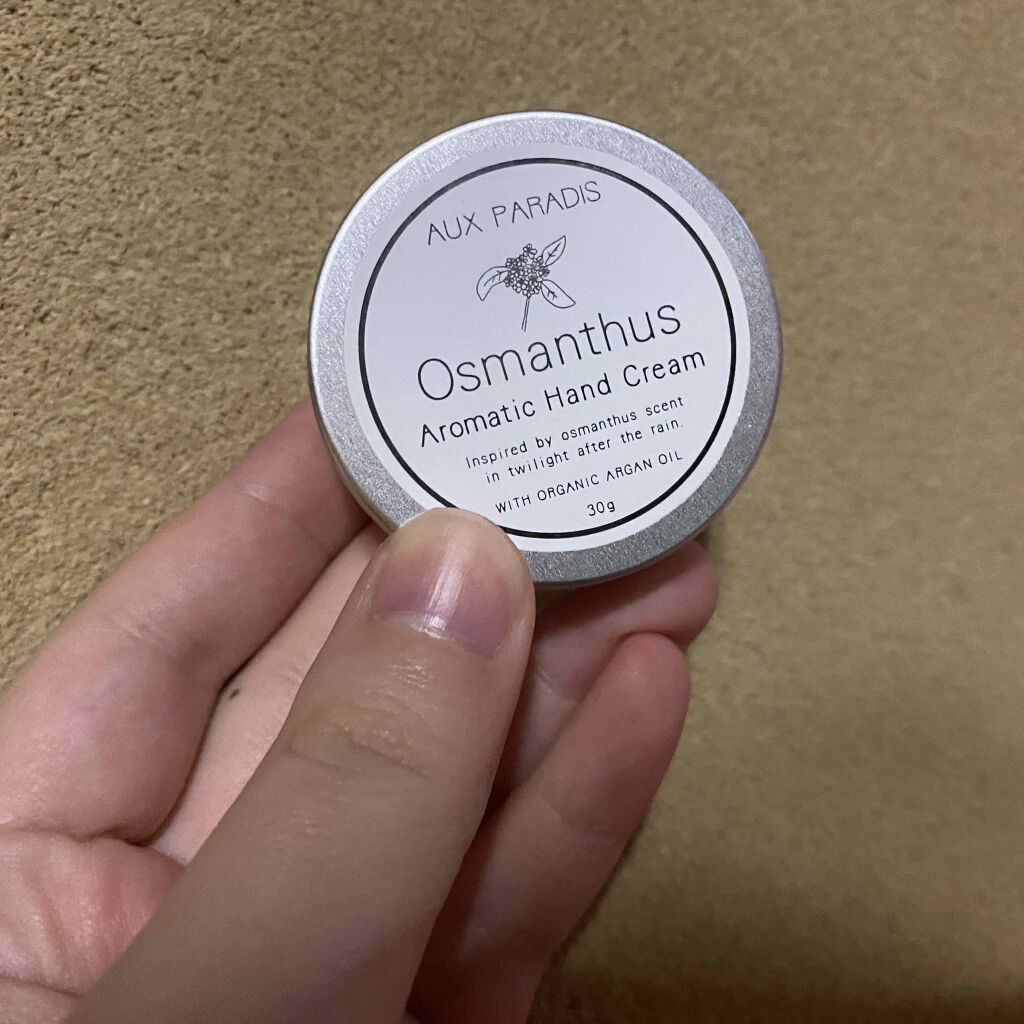 AUX PARADIS
Osmanthus
Aromatic Hand Cream
Inspired by osmanthus scent
in twilight after the rain.
WITH ORGANIC ARGAN OIL
30g